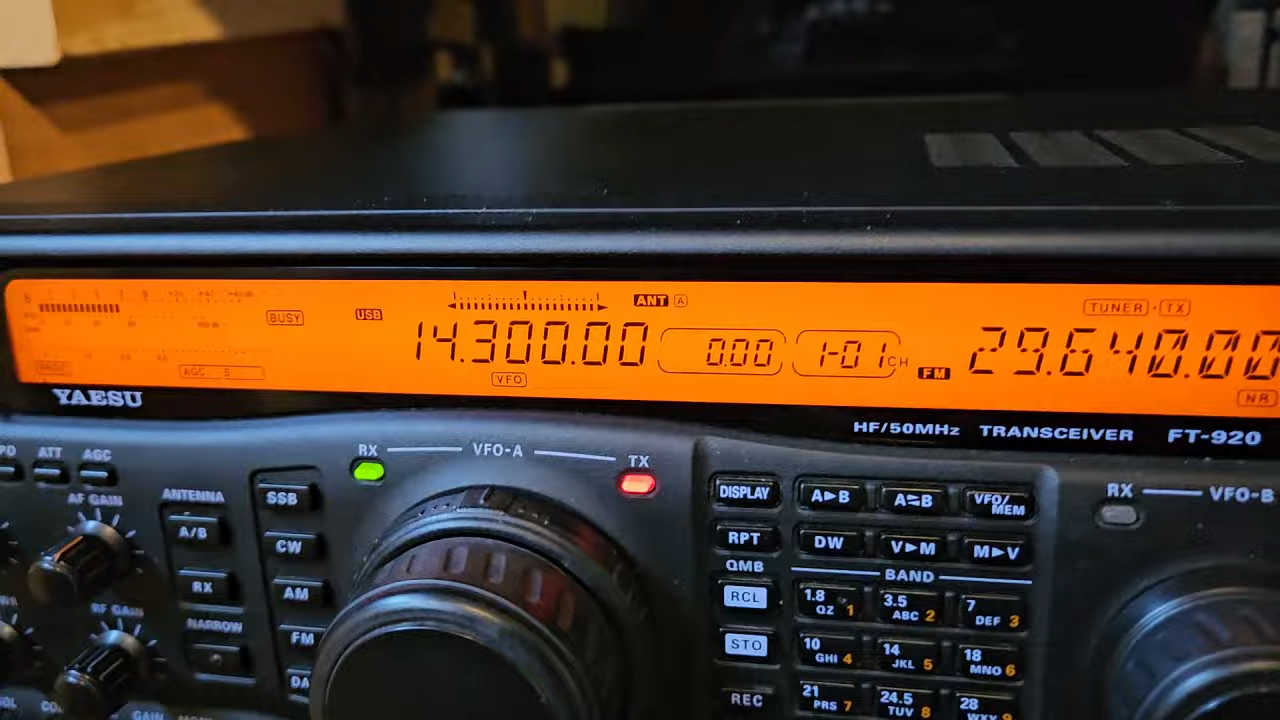 ANT A
TUNER · TX
BUSY
USB
14.300.00
0.00
1-01 CH
FM
29.640.00
AGC S
VFO
NR
YAESU
HF/50MHz TRANSCEIVER FT-920
ATT AGC
RX VFO-A TX
AF GAIN
ANTENNA
SSB
DISPLAY
A▶B
A⇆B
VFO/MEM
RX VFO-B
A/B
CW
RPT
DW
V▶M
M▶V
QMB
BAND
RX
AM
RCL
1.8 QZ 1
3.5 ABC 2
7 DEF 3
RF GAIN
NARROW
FM
STO
10 GHI 4
14 JKL 5
18 MNO 6
REC
21 PRS 7
24.5 TUV 8
28
GAIN